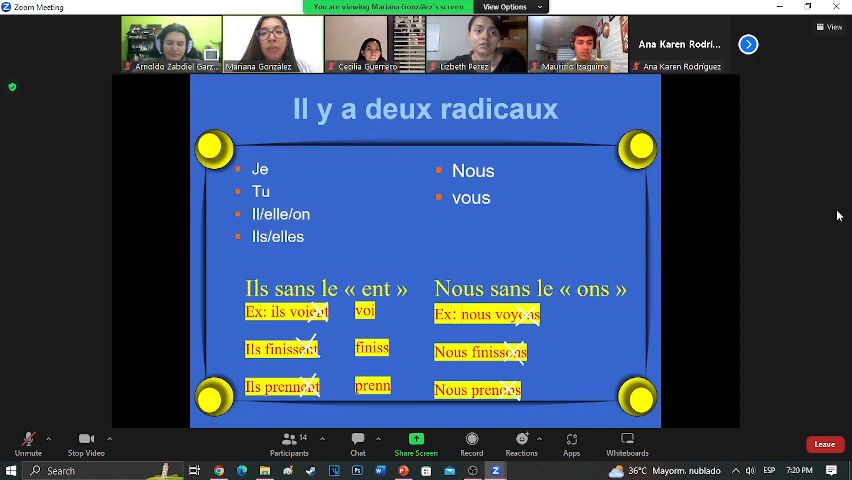 Zoom Meeting
You are viewing Mariana González's screen
View Options
View
Arnoldo Zabdiel Garz...
Mariana González
Cecilia Guerrero
Lizbeth Perez
Mauricio Izaguirre
Ana Karen Rodrí...
Ana Karen Rodríguez
Il y a deux radicaux
Je
Tu
Il/elle/on
Ils/elles
Nous
vous
Ils sans le « ent »
Ex: ils voient
voi
Ils finissent
finiss
Ils prennent
prenn
Nous sans le « ons »
Ex: nous voyons
Nous finissons
Nous prenons
Unmute
Stop Video
14
Participants
Chat
Share Screen
Record
Reactions
Apps
Whiteboards
Leave
Search
36°C Mayorm. nublado
ESP
7:20 PM